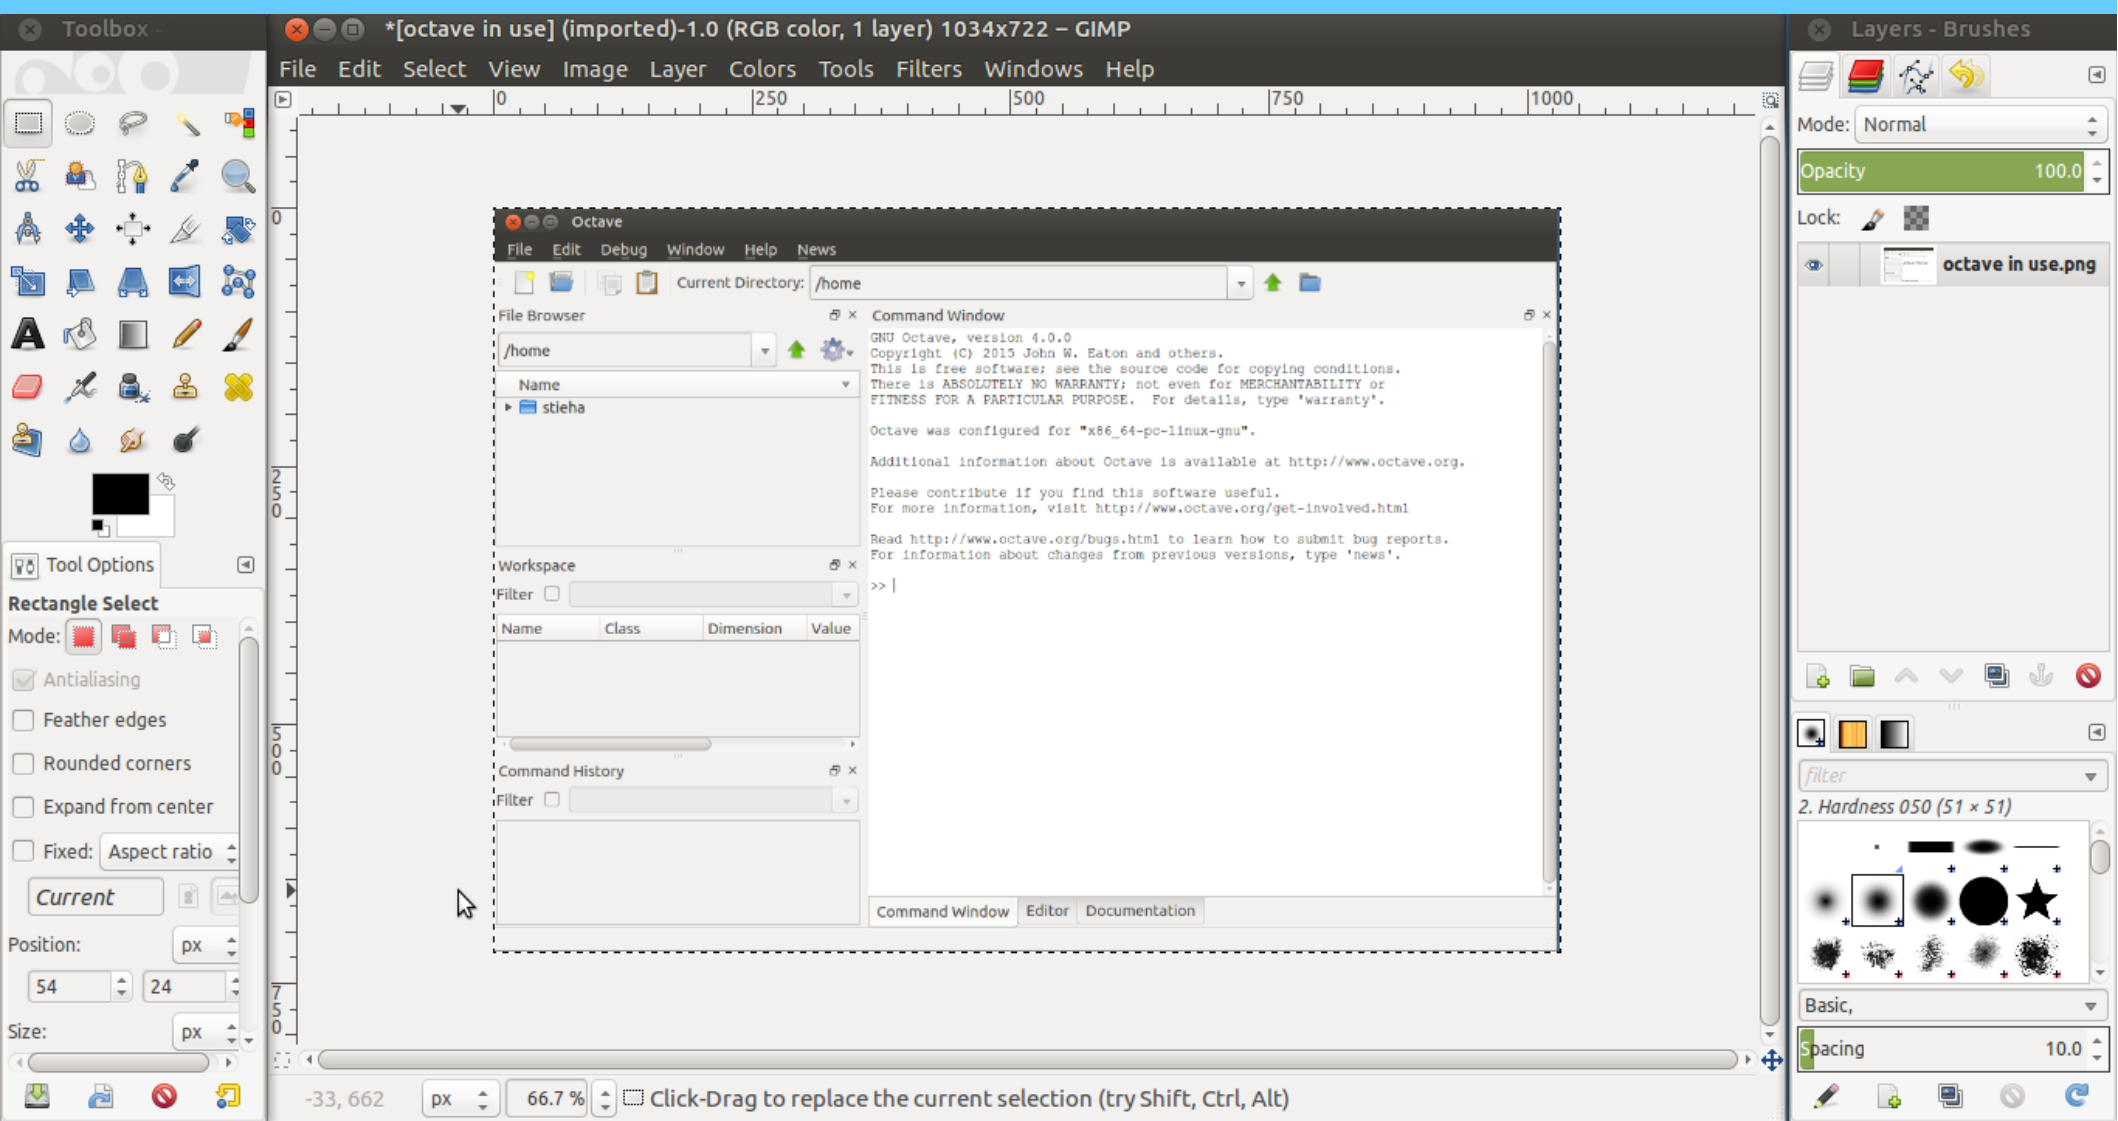 Toolbox -
*[octave in use] (imported)-1.0 (RGB color, 1 layer) 1034x722 – GIMP
Layers - Brushes
File Edit Select View Image Layer Colors Tools Filters Windows Help
0 250 500 750 1000
Mode: Normal
Opacity 100.0
Lock:
octave in use.png
0
250
500
750
Octave
File Edit Debug Window Help News
Current Directory: /home
File Browser
/home
Name
stieha
Workspace
Filter
Name Class Dimension Value
Command History
Filter
Command Window
GNU Octave, version 4.0.0
Copyright (C) 2015 John W. Eaton and others.
This is free software; see the source code for copying conditions.
There is ABSOLUTELY NO WARRANTY; not even for MERCHANTABILITY or
FITNESS FOR A PARTICULAR PURPOSE. For details, type 'warranty'.
Octave was configured for "x86_64-pc-linux-gnu".
Additional information about Octave is available at http://www.octave.org.
Please contribute if you find this software useful.
For more information, visit http://www.octave.org/get-involved.html
Read http://www.octave.org/bugs.html to learn how to submit bug reports.
For information about changes from previous versions, type 'news'.
>>
Command Window Editor Documentation
Tool Options
Rectangle Select
Mode:
Antialiasing
Feather edges
Rounded corners
Expand from center
Fixed: Aspect ratio
Current
Position: px
54 24
Size: px
filter
2. Hardness 050 (51 × 51)
Basic,
Spacing 10.0
-33, 662 px 66.7 % Click-Drag to replace the current selection (try Shift, Ctrl, Alt)